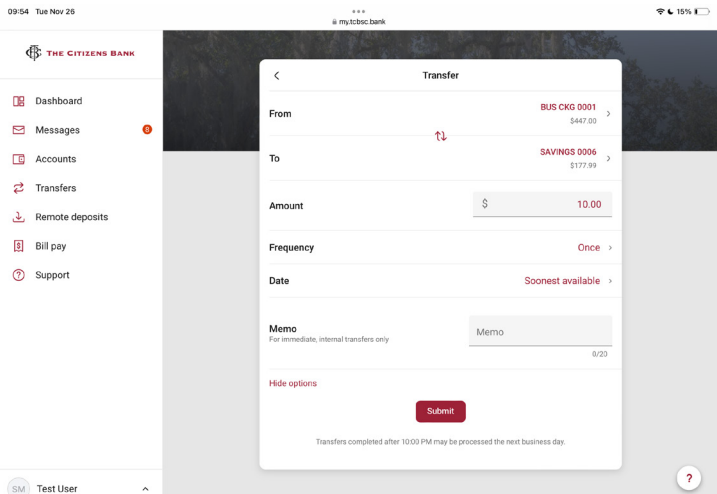 09:54 Tue Nov 26
15%
my.tcbsc.bank
THE CITIZENS BANK
Dashboard
Messages
8
Accounts
Transfers
Remote deposits
Bill pay
Support
SM
Test User
Transfer
From
BUS CKG 0001
$447.00
To
SAVINGS 0006
$177.99
Amount
$ 10.00
Frequency
Once
Date
Soonest available
Memo
For immediate, internal transfers only
Memo
0/20
Hide options
Submit
Transfers completed after 10:00 PM may be processed the next business day.
?